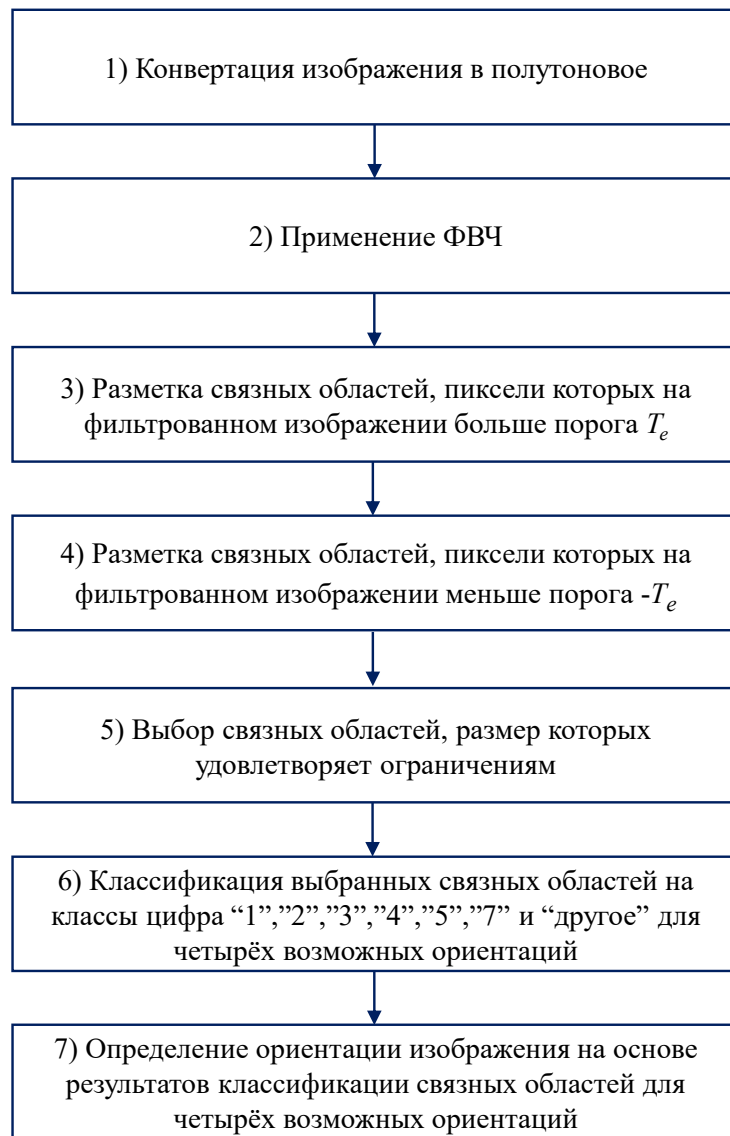 1) Конвертация изображения в полутоновое
2) Применение ФВЧ
3) Разметка связных областей, пиксели которых на
фильтрованном изображении больше порога Te
4) Разметка связных областей, пиксели которых на
фильтрованном изображении меньше порога -Te
5) Выбор связных областей, размер которых
удовлетворяет ограничениям
6) Классификация выбранных связных областей на
классы цифра “1”,”2”,”3”,”4”,”5”,”7” и “другое” для
четырёх возможных ориентаций
7) Определение ориентации изображения на основе
результатов классификации связных областей для
четырёх возможных ориентаций